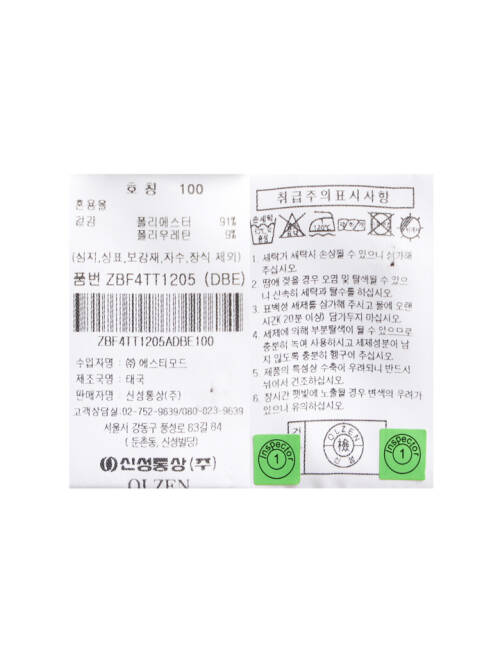 호 칭 100
혼용율
겉감 폴리에스터 91%
폴리우레탄 9%
(심지,싱표,보강재,자수,장식 제외)
품번 ZBF4TT1205 (DBE)
ZBF4TT1205ADBE100
수입자명 : ㈜ 에스티모드
제조국명 : 태국
판매자명 : 신성통상(주)
고객상담실:02-752-9639/080-023-9639
서울시 강동구 풍성로 63길 84
( 둔촌동, 신성빌딩)
신성통상(주)
OLZEN
취급주의표시사항
손세탁
중성
120℃
1. 세탁기 세탁시 손상될 수 있으니 삼가해
주십시오.
2. 땀에 젖을 경우 오염 및 탈색될 수 있으
니 신속히 세탁과 탈수를 하십시오.
3. 표백성 세제를 삼가해 주시고 물에 오랜
시간(20분 이상) 담가두지 마십시오.
4. 세제에 의해 부분탈색이 될 수 있으므로
충분히 녹여 사용하시고 세제성분이 남
지 않도록 충분히 헹구어 주십시오.
5. 제품의 특성상 수축이 우려되니 반드시
뉘어서 건조하십시오.
6. 장시간 햇빛에 노출될 경우 변색의 우려가
있으니 유의하십시오.
OLZEN
檢
Inspector
1
Inspector
1